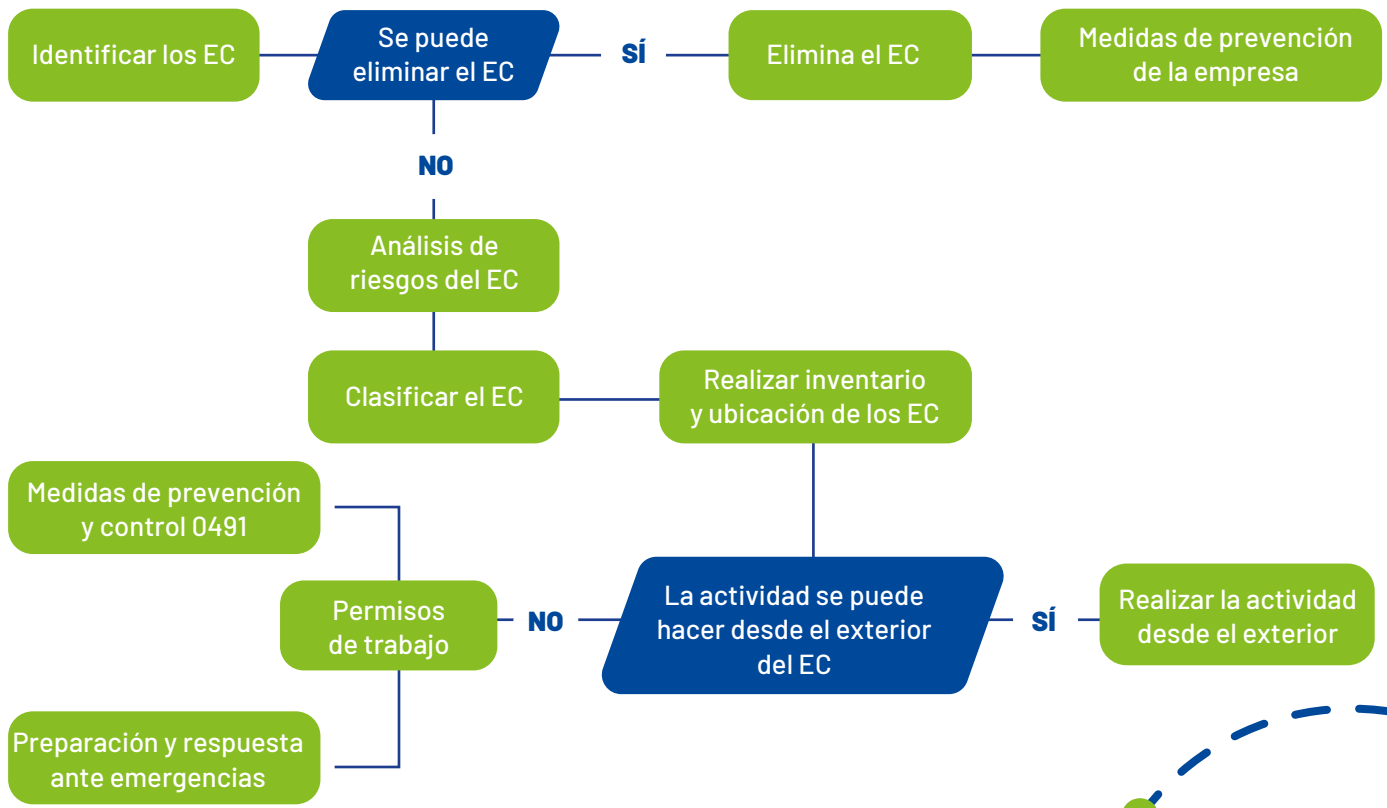 Identificar los EC
Se puede
eliminar el EC
SÍ
Elimina el EC
Medidas de prevención
de la empresa
NO
Análisis de
riesgos del EC
Clasificar el EC
Realizar inventario
y ubicación de los EC
Medidas de prevención
y control 0491
Permisos
de trabajo
NO
La actividad se puede
hacer desde el exterior
del EC
SÍ
Realizar la actividad
desde el exterior
Preparación y respuesta
ante emergencias